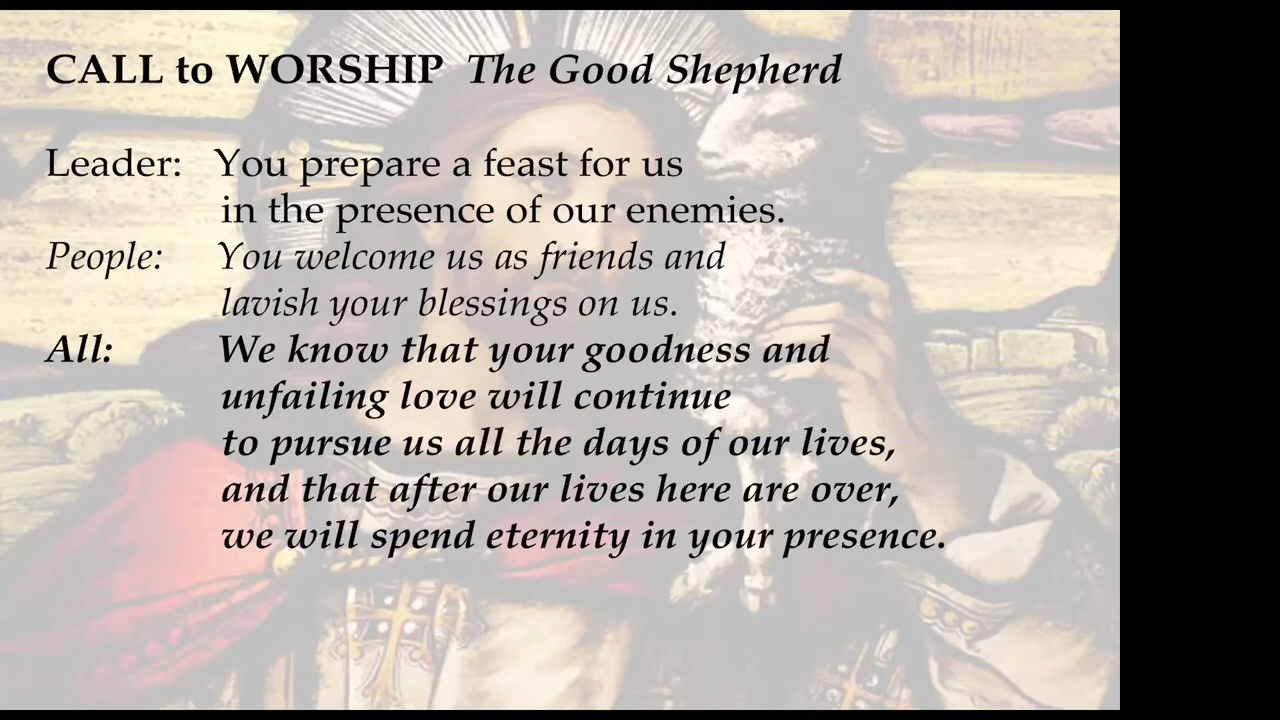 CALL to WORSHIP The Good Shepherd
Leader: You prepare a feast for us
in the presence of our enemies.
People: You welcome us as friends and
lavish your blessings on us.
All: We know that your goodness and
unfailing love will continue
to pursue us all the days of our lives,
and that after our lives here are over,
we will spend eternity in your presence.